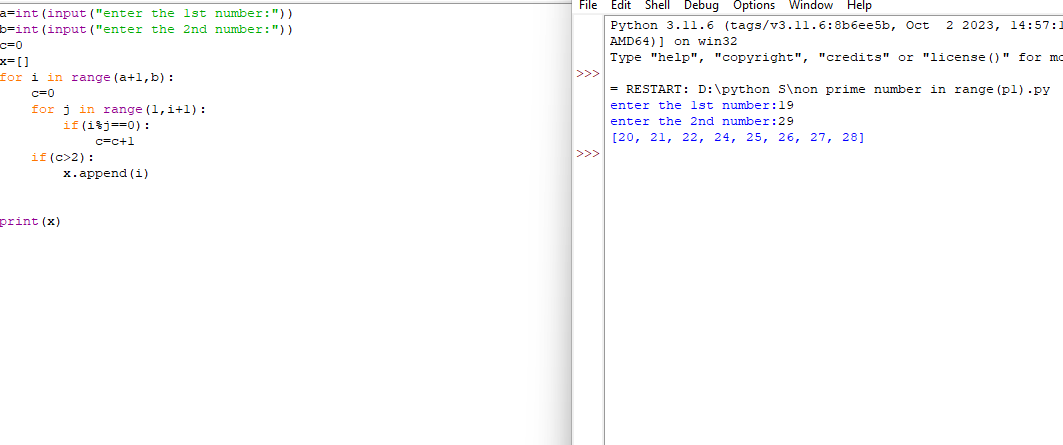 a=int(input("enter the 1st number:"))
b=int(input("enter the 2nd number:"))
c=0
x=[]
for i in range(a+1,b):
    c=0
    for j in range(1,i+1):
        if(i%j==0):
            c=c+1
    if(c>2):
        x.append(i)
print(x)
File Edit Shell Debug Options Window Help
Python 3.11.6 (tags/v3.11.6:8b6ee5b, Oct  2 2023, 14:57:1
AMD64)] on win32
Type "help", "copyright", "credits" or "license()" for mo
>>>
= RESTART: D:\python S\non prime number in range(p1).py
enter the 1st number:19
enter the 2nd number:29
[20, 21, 22, 24, 25, 26, 27, 28]
>>>